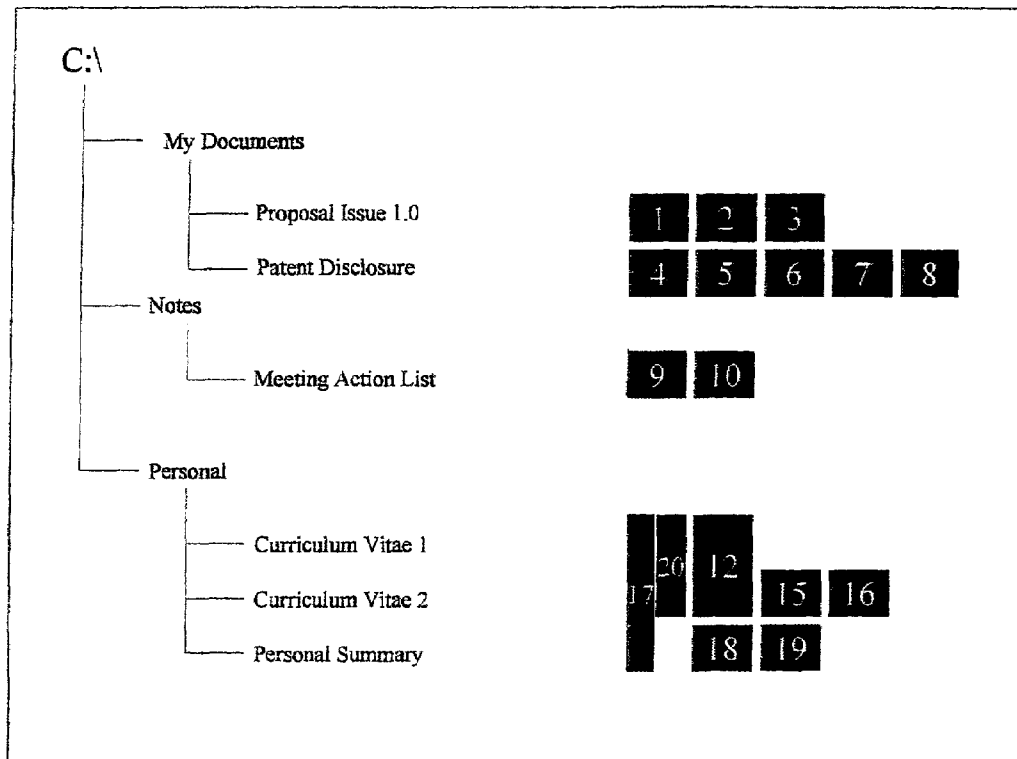 C:\
My Documents
Proposal Issue 1.0 1 2 3
Patent Disclosure 4 5 6 7 8
Notes
Meeting Action List 9 10
Personal
Curriculum Vitae 1 17 20 12
Curriculum Vitae 2 15 16
Personal Summary 18 19